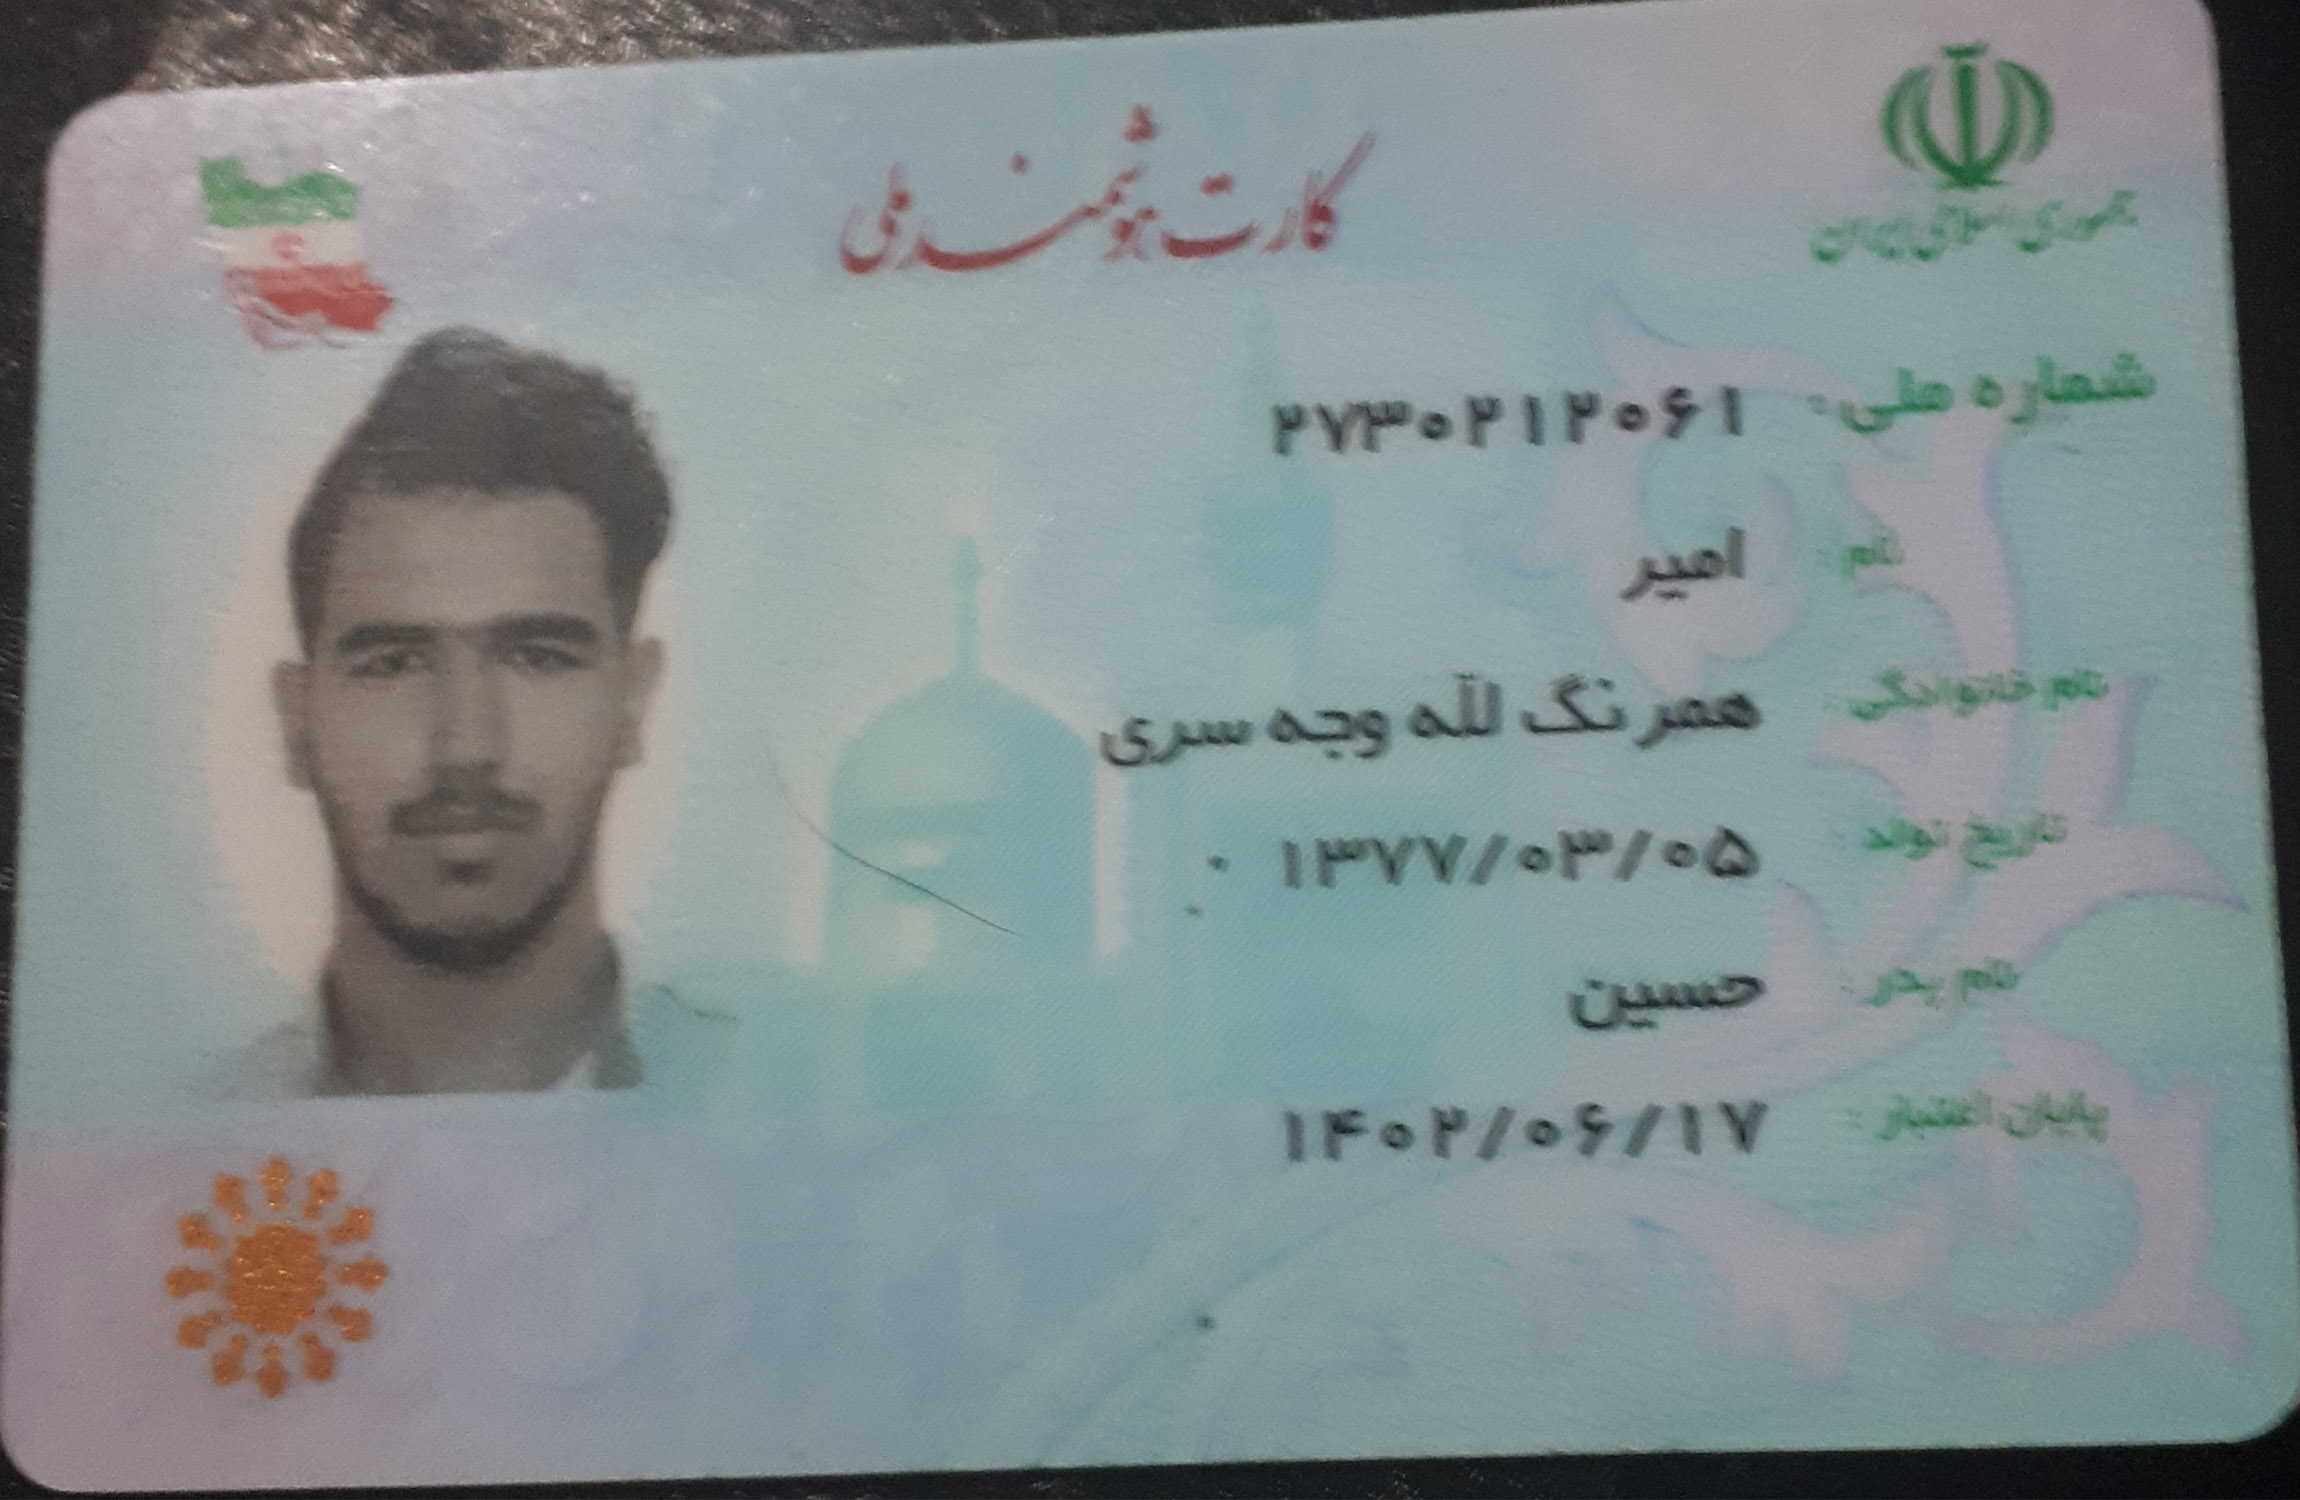 جمهوری اسلامی ایران
کارت هوشمند ملی
شماره ملی: ۲۷۳۰۲۱۲۰۶۱
نام: امیر
نام خانوادگی: همرنگ لله وجه سری
تاریخ تولد: ۱۳۷۷/۰۳/۰۵
نام پدر: حسین
پایان اعتبار: ۱۴۰۲/۰۶/۱۷